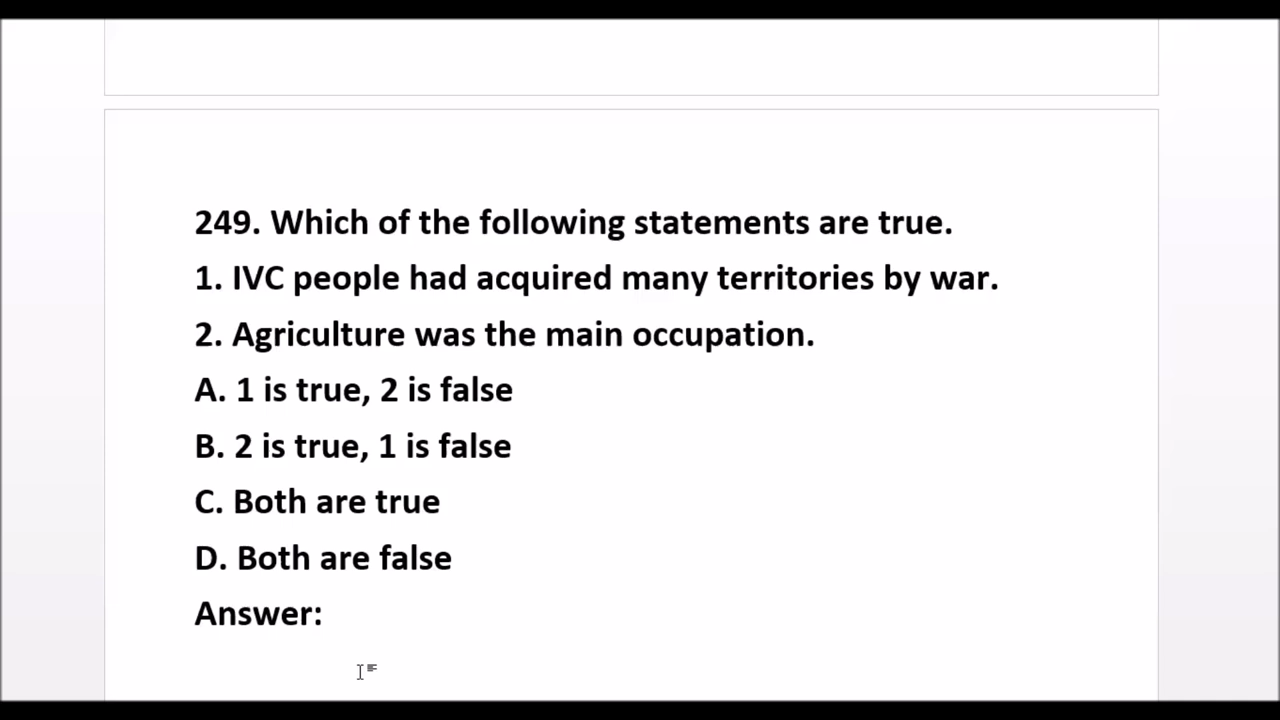 249. Which of the following statements are true.
1. IVC people had acquired many territories by war.
2. Agriculture was the main occupation.
A. 1 is true, 2 is false
B. 2 is true, 1 is false
C. Both are true
D. Both are false
Answer: